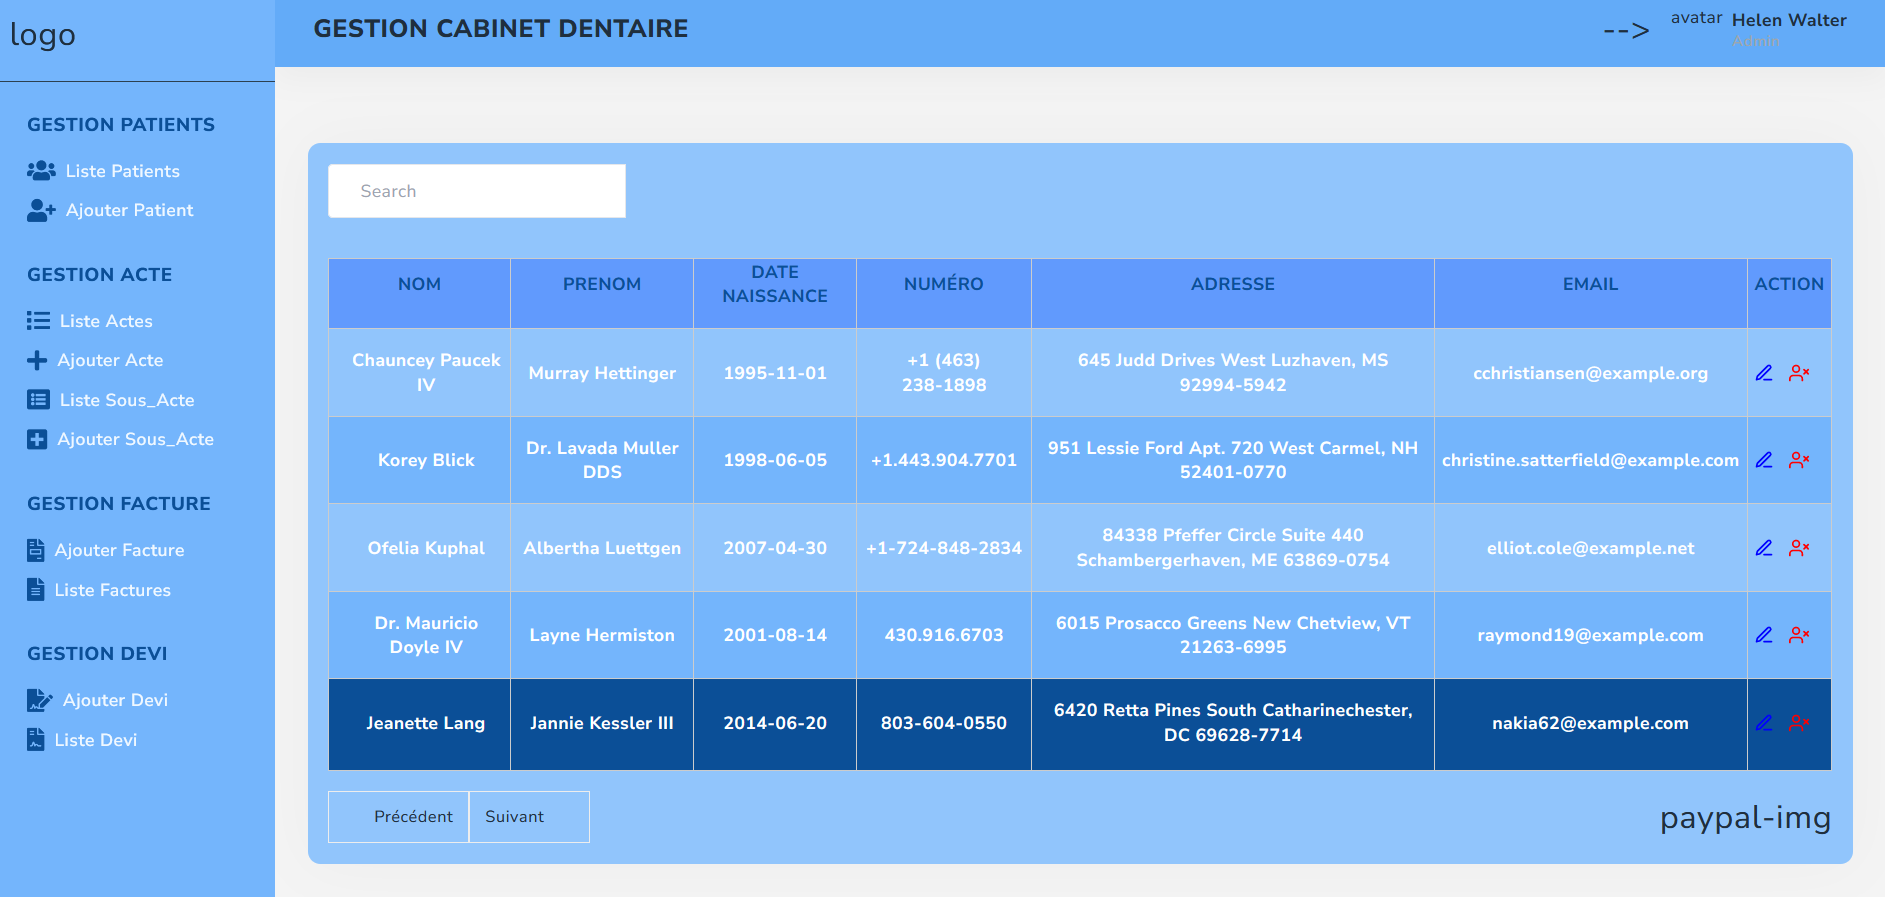 logo
GESTION CABINET DENTAIRE
-->
avatar
Helen Walter
Admin
GESTION PATIENTS
Liste Patients
Ajouter Patient
GESTION ACTE
Liste Actes
Ajouter Acte
Liste Sous_Acte
Ajouter Sous_Acte
GESTION FACTURE
Ajouter Facture
Liste Factures
GESTION DEVI
Ajouter Devi
Liste Devi
Search
NOM
PRENOM
DATE
NAISSANCE
NUMÉRO
ADRESSE
EMAIL
ACTION
Chauncey Paucek
IV
Murray Hettinger
1995-11-01
+1 (463)
238-1898
645 Judd Drives West Luzhaven, MS
92994-5942
cchristiansen@example.org
Korey Blick
Dr. Lavada Muller
DDS
1998-06-05
+1.443.904.7701
951 Lessie Ford Apt. 720 West Carmel, NH
52401-0770
christine.satterfield@example.com
Ofelia Kuphal
Albertha Luettgen
2007-04-30
+1-724-848-2834
84338 Pfeffer Circle Suite 440
Schambergerhaven, ME 63869-0754
elliot.cole@example.net
Dr. Mauricio
Doyle IV
Layne Hermiston
2001-08-14
430.916.6703
6015 Prosacco Greens New Chetview, VT
21263-6995
raymond19@example.com
Jeanette Lang
Jannie Kessler III
2014-06-20
803-604-0550
6420 Retta Pines South Catharinechester,
DC 69628-7714
nakia62@example.com
Précédent
Suivant
paypal-img